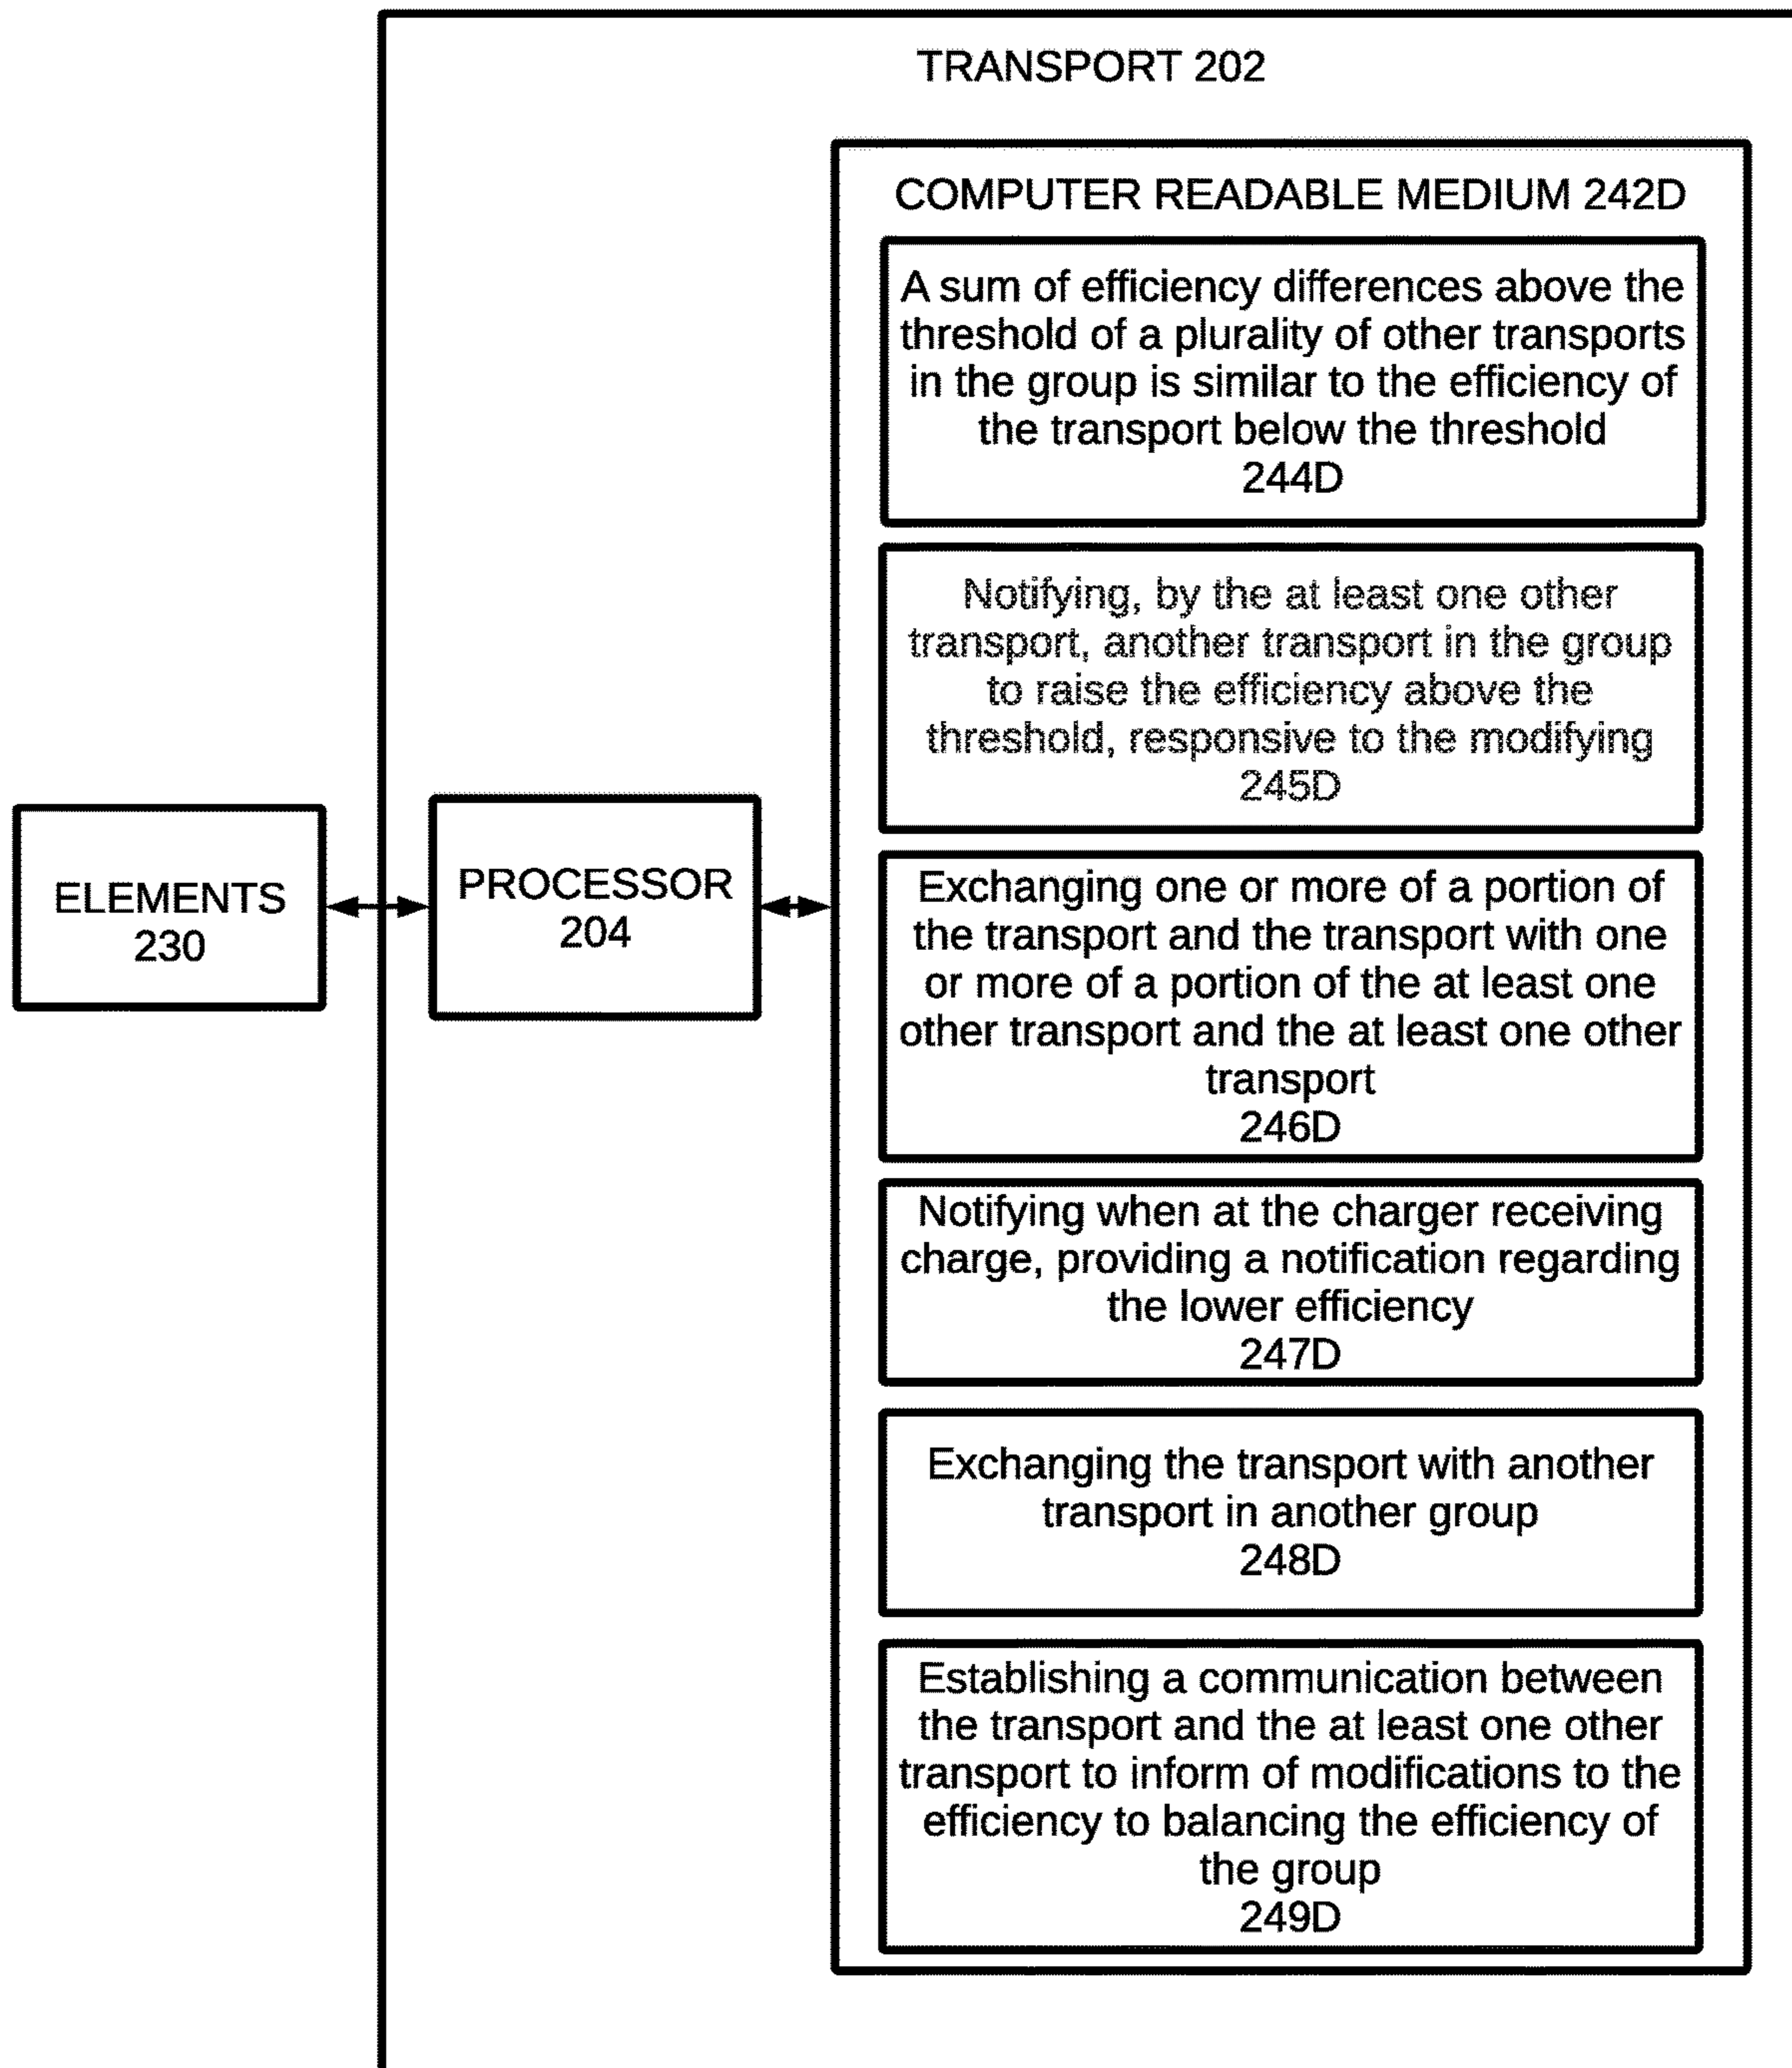 TRANSPORT 202
COMPUTER READABLE MEDIUM 242D
A sum of efficiency differences above the
threshold of a plurality of other transports
in the group is similar to the efficiency of
the transport below the threshold
244D
Notifying, by the at least one other
transport, another transport in the group
to raise the efficiency above the
threshold, responsive to the modifying
245D
ELEMENTS
230
PROCESSOR
204
Exchanging one or more of a portion of
the transport and the transport with one
or more of a portion of the at least one
other transport and the at least one other
transport
246D
Notifying when at the charger receiving
charge, providing a notification regarding
the lower efficiency
247D
Exchanging the transport with another
transport in another group
248D
Establishing a communication between
the transport and the at least one other
transport to inform of modifications to the
efficiency to balancing the efficiency of
the group
249D